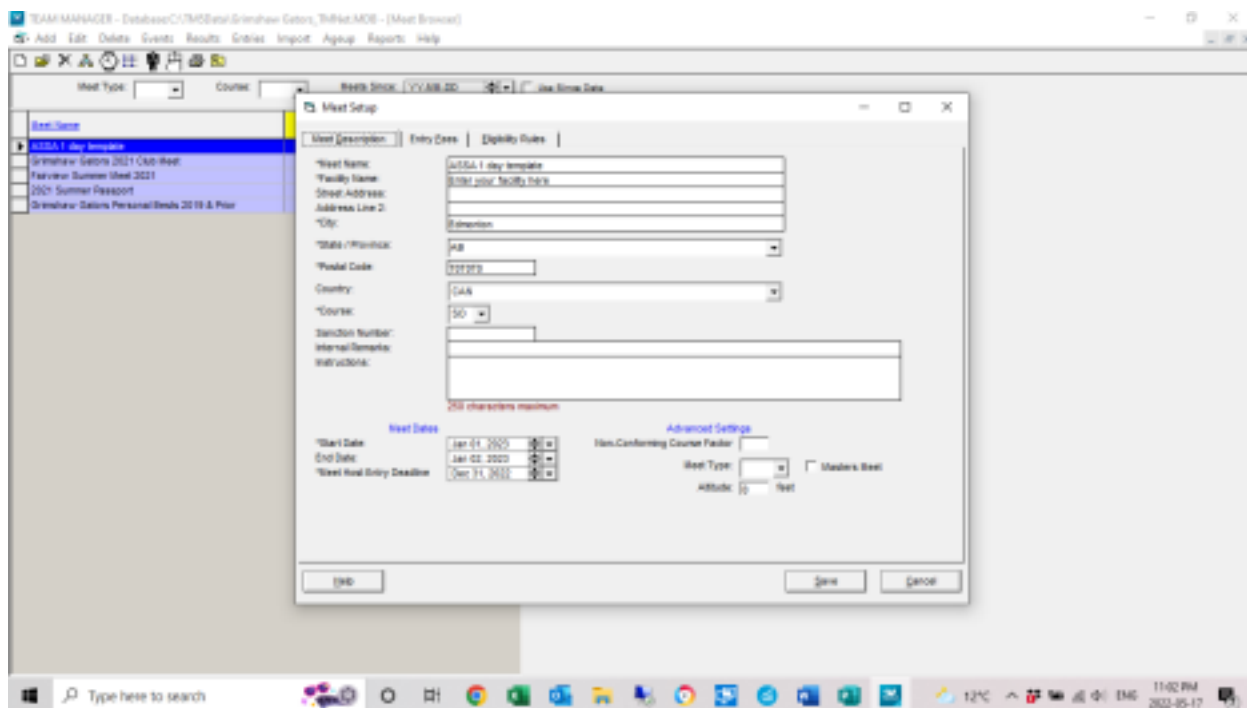 TEAM MANAGER - Database:C:\TM5Data\Grimshaw Gators_TMNet.MDB - [Meet Browser]
Add Edit Delete Events Results Entries Import Ageup Reports Help
Meet Type: Course: Meets Since: YY.MM.DD Use Since Date
Meet Name
ASSA 1 day template
Grimshaw Gators 2021 Club Meet
Fairview Summer Meet 2021
2021 Summer Passport
Grimshaw Gators Personal Bests 2019 & Prior
Meet Setup
Meet Description Entry Fees Eligibility Rules
*Meet Name: ASSA 1 day template
*Facility Name: Enter your facility here
Street Address:
Address Line 2:
*City: Edmonton
*State / Province: AB
*Postal Code:
Country: CAN
*Course: SO
Sanction Number:
Internal Remarks:
Instructions:
250 characters maximum
Meet Dates Advanced Settings
*Start Date: Jan 01, 2023 Non-Conforming Course Factor
End Date: Jan 02, 2023
Meet Type: Masters Meet
*Meet Host Entry Deadline Dec 31, 2022
Altitude: 0 feet
Help Save Cancel
Type here to search 12°C ENG 11:02 PM
2022-05-17